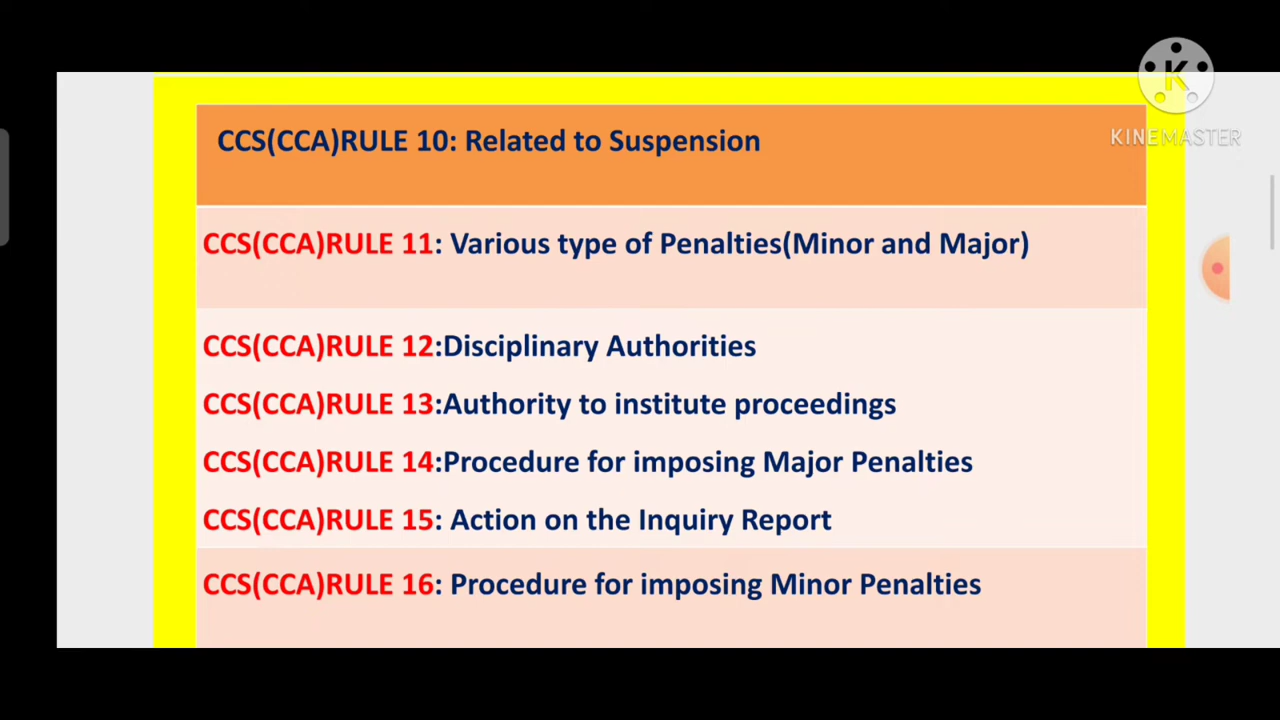 CCS(CCA)RULE 10: Related to Suspension
CCS(CCA)RULE 11: Various type of Penalties(Minor and Major)
CCS(CCA)RULE 12:Disciplinary Authorities
CCS(CCA)RULE 13:Authority to institute proceedings
CCS(CCA)RULE 14:Procedure for imposing Major Penalties
CCS(CCA)RULE 15: Action on the Inquiry Report
CCS(CCA)RULE 16: Procedure for imposing Minor Penalties
K
KINEMASTER